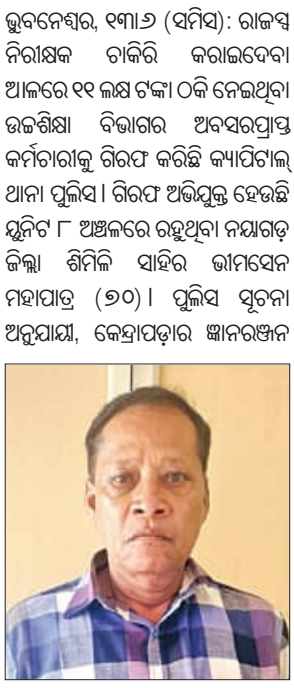 ଭୁବନେଶ୍ୱର, ୧୩ା୬ (ସମିସ): ରାଜସ୍ୱ
ନିରୀକ୍ଷକ ଚାକିରି କରାଇଦେବା
ଆଳରେ ୧୧ ଲକ୍ଷ ଟଙ୍କା ଠକି ନେଇଥିବା
ଉଚ୍ଚଶିକ୍ଷା ବିଭାଗର ଅବସରପ୍ରାପ୍ତ
କର୍ମଚାରୀକୁ ଗିରଫ କରିଛି କ୍ୟାପିଟାଲ୍
ଥାନା ପୁଲିସ। ଗିରଫ ଅଭିଯୁକ୍ତ ହେଉଛି
ୟୁନିଟ ୮ ଅଞ୍ଚଳରେ ରହୁଥିବା ନୟାଗଡ଼
ଜିଲ୍ଲା ଶିମିଳି ସାହିର ଭୀମସେନ
ମହାପାତ୍ର (୭୦)। ପୁଲିସ ସୂଚନା
ଅନୁଯାୟୀ, କେନ୍ଦ୍ରାପଡ଼ାର ଜ୍ଞାନରଞ୍ଜନ